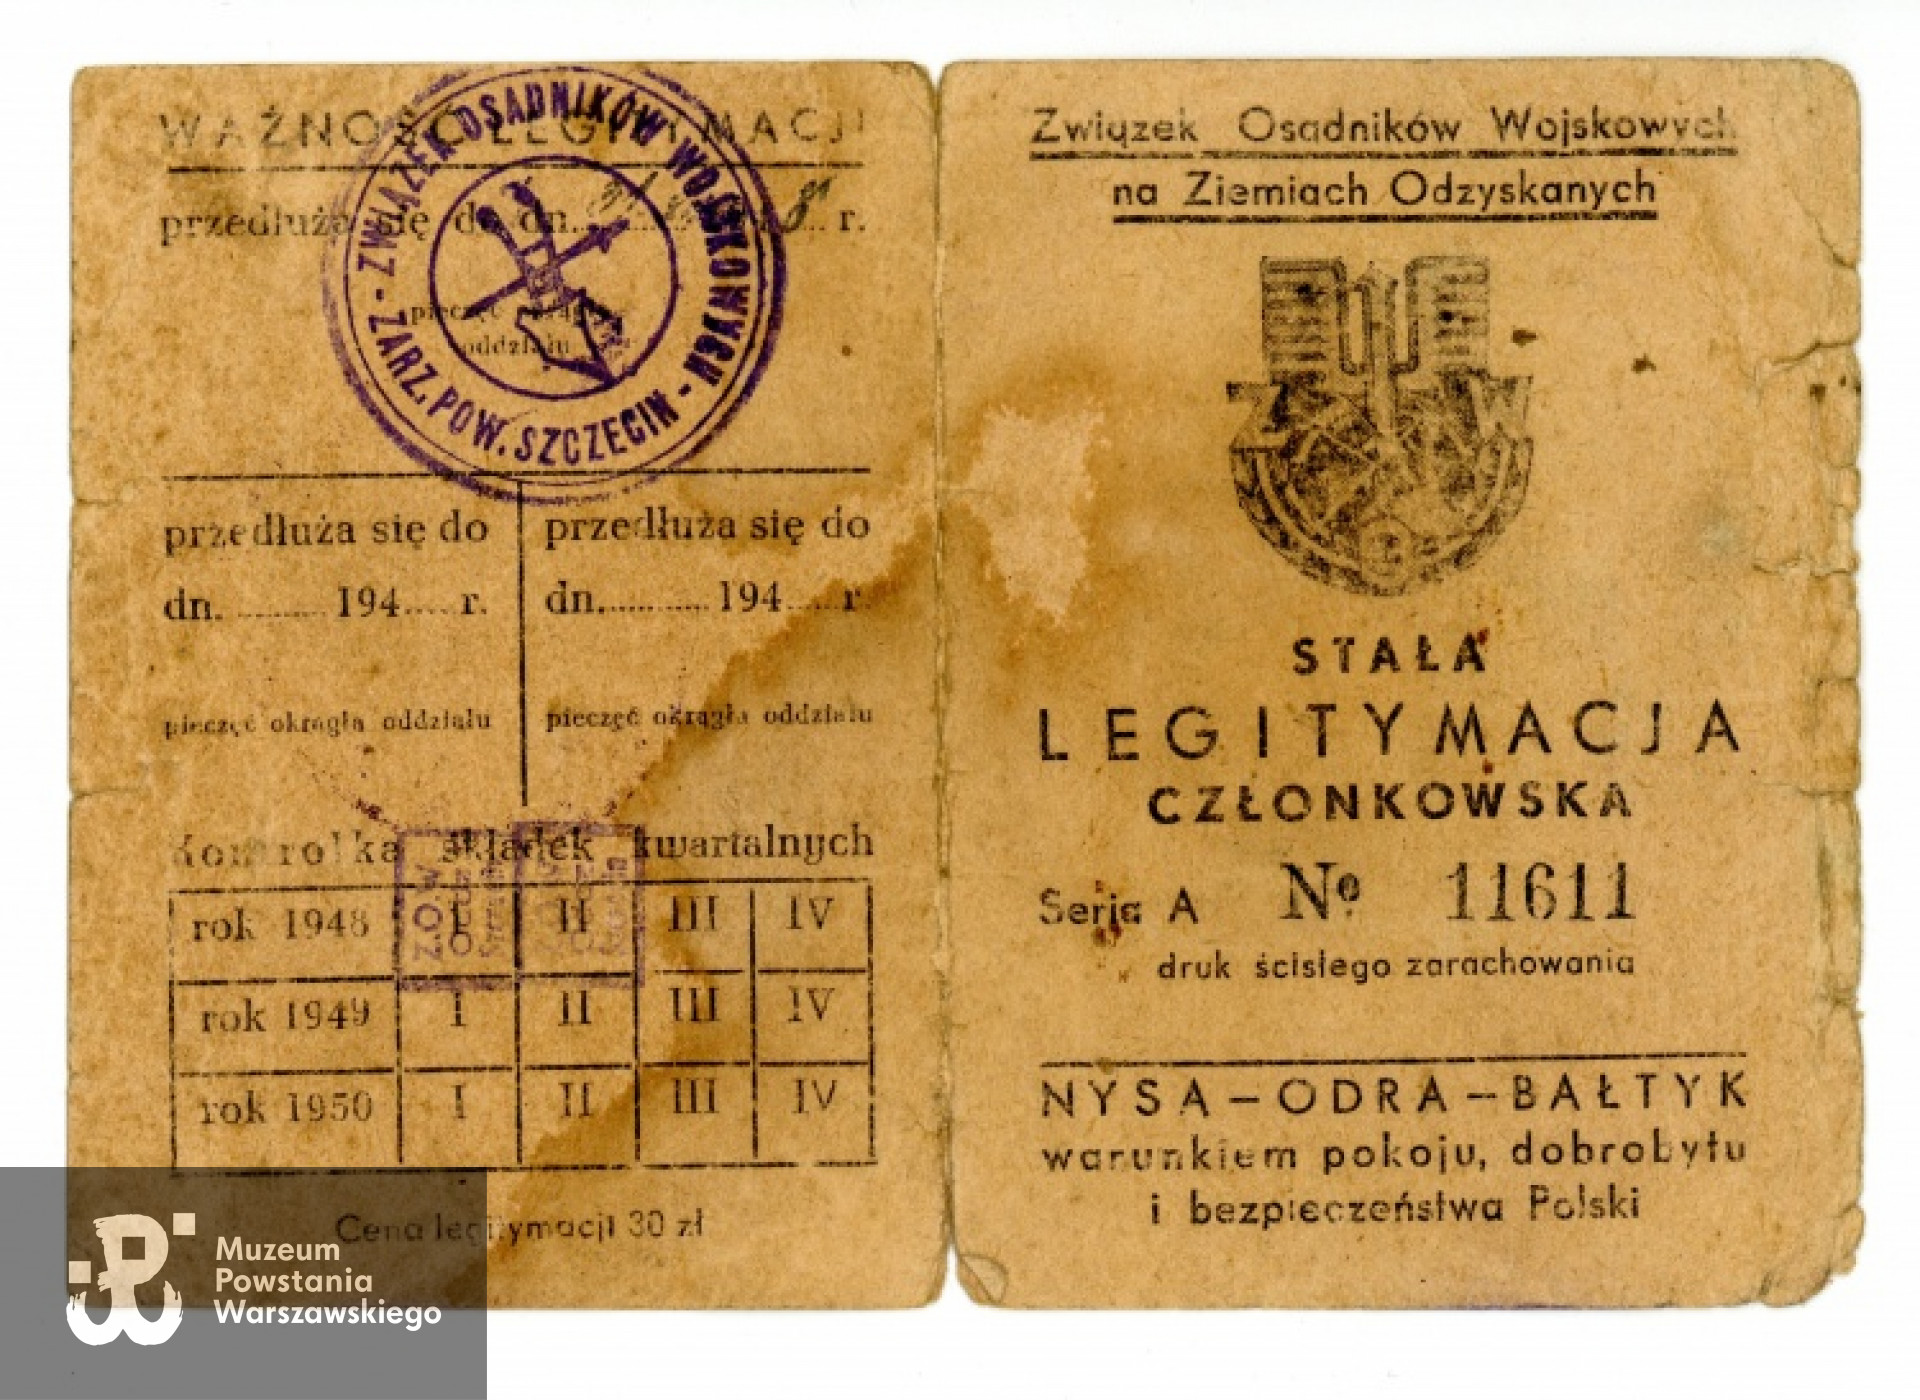 WAŻNOŚĆ LEGITYMACJI
przedłuża się do dn. r.
pieczęć okrągła
oddziału
- ZWIĄZEK OSADNIKÓW WOJSKOWYCH -
ZARZ. POW. SZCZECIN
przedłuża się do
dn. 194 r.
pieczęć okrągła oddziału
przedłuża się do
dn. 194 r.
pieczęć okrągła oddziału
Kontrolka składek kwartalnych
Z.O.W.
rok 1948 I II III IV
rok 1949 I II III IV
rok 1950 I II III IV
Cena legitymacji 30 zł
Związek Osadników Wojskowych
na Ziemiach Odzyskanych
Z W
STAŁA
LEGITYMACJA
CZŁONKOWSKA
Seria A Nº 11611
druk ścisłego zarachowania
NYSA – ODRA – BAŁTYK
warunkiem pokoju, dobrobytu
i bezpieczeństwa Polski
Muzeum
Powstania
Warszawskiego